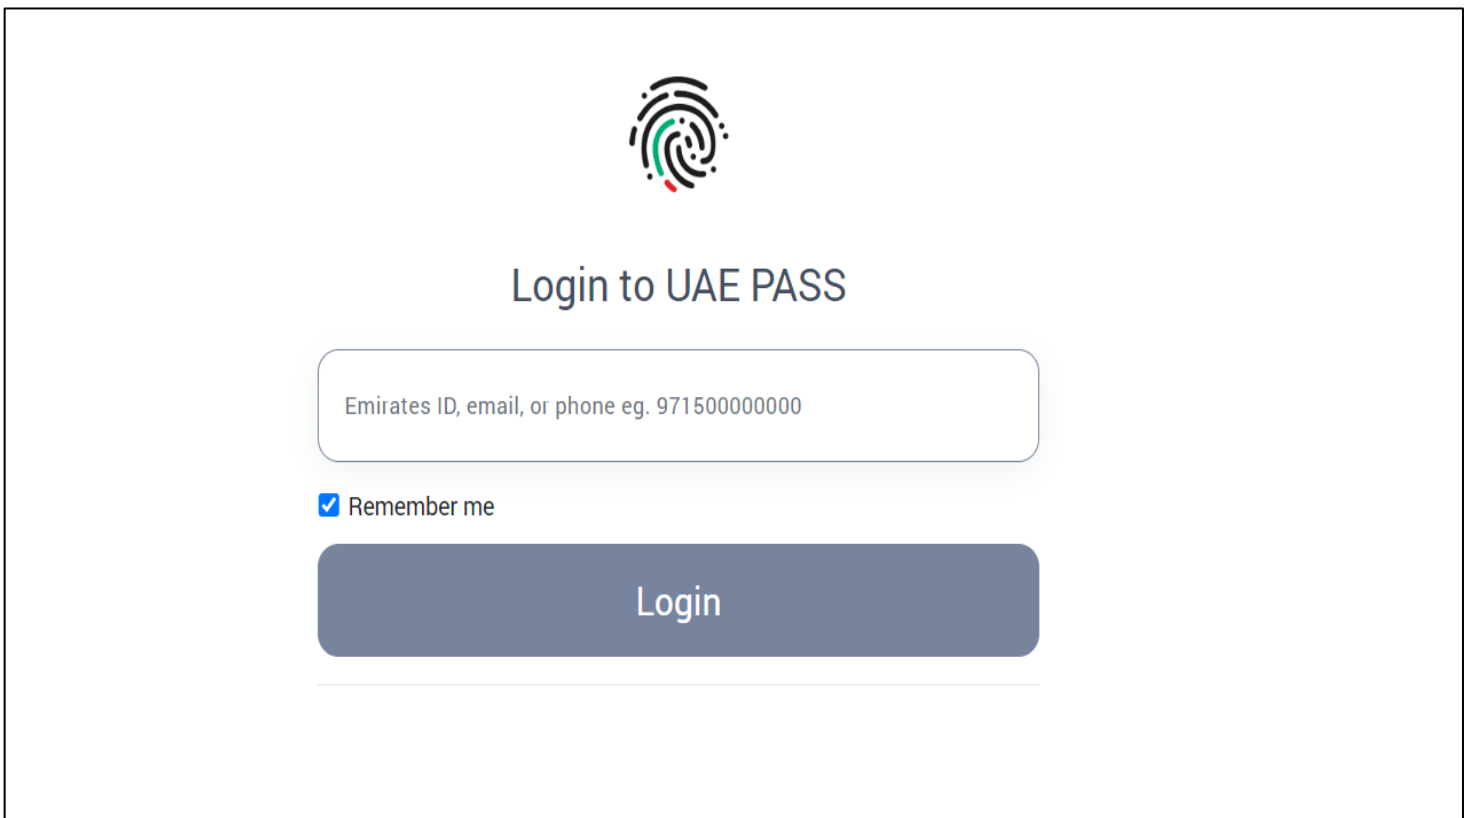 Login to UAE PASS
Emirates ID, email, or phone eg. 971500000000
Remember me
Login